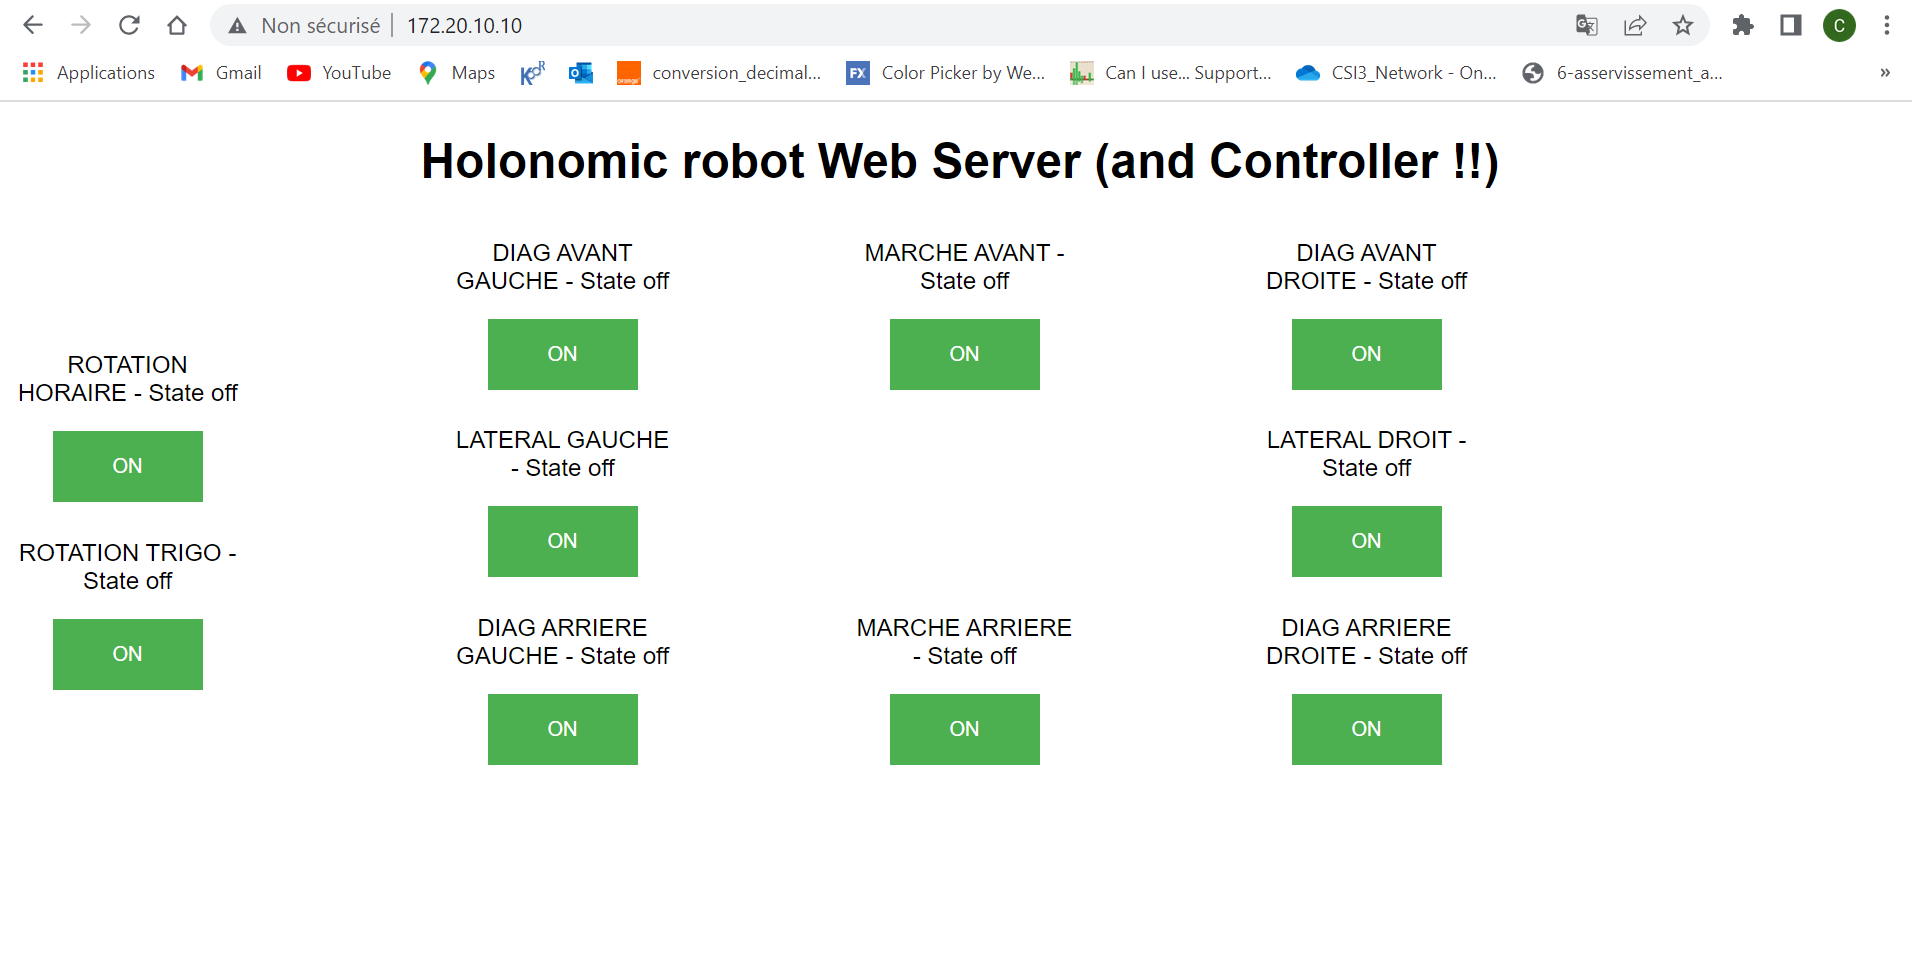 Non sécurisé 172.20.10.10
C
Applications Gmail YouTube Maps KoR conversion_decimal... FX Color Picker by We... Can I use... Support... CSI3_Network - On... 6-asservissement_a... »
Holonomic robot Web Server (and Controller !!)
DIAG AVANT
GAUCHE - State off
ON
MARCHE AVANT -
State off
ON
DIAG AVANT
DROITE - State off
ON
ROTATION
HORAIRE - State off
ON
LATERAL GAUCHE
- State off
ON
LATERAL DROIT -
State off
ON
ROTATION TRIGO -
State off
ON
DIAG ARRIERE
GAUCHE - State off
ON
MARCHE ARRIERE
- State off
ON
DIAG ARRIERE
DROITE - State off
ON